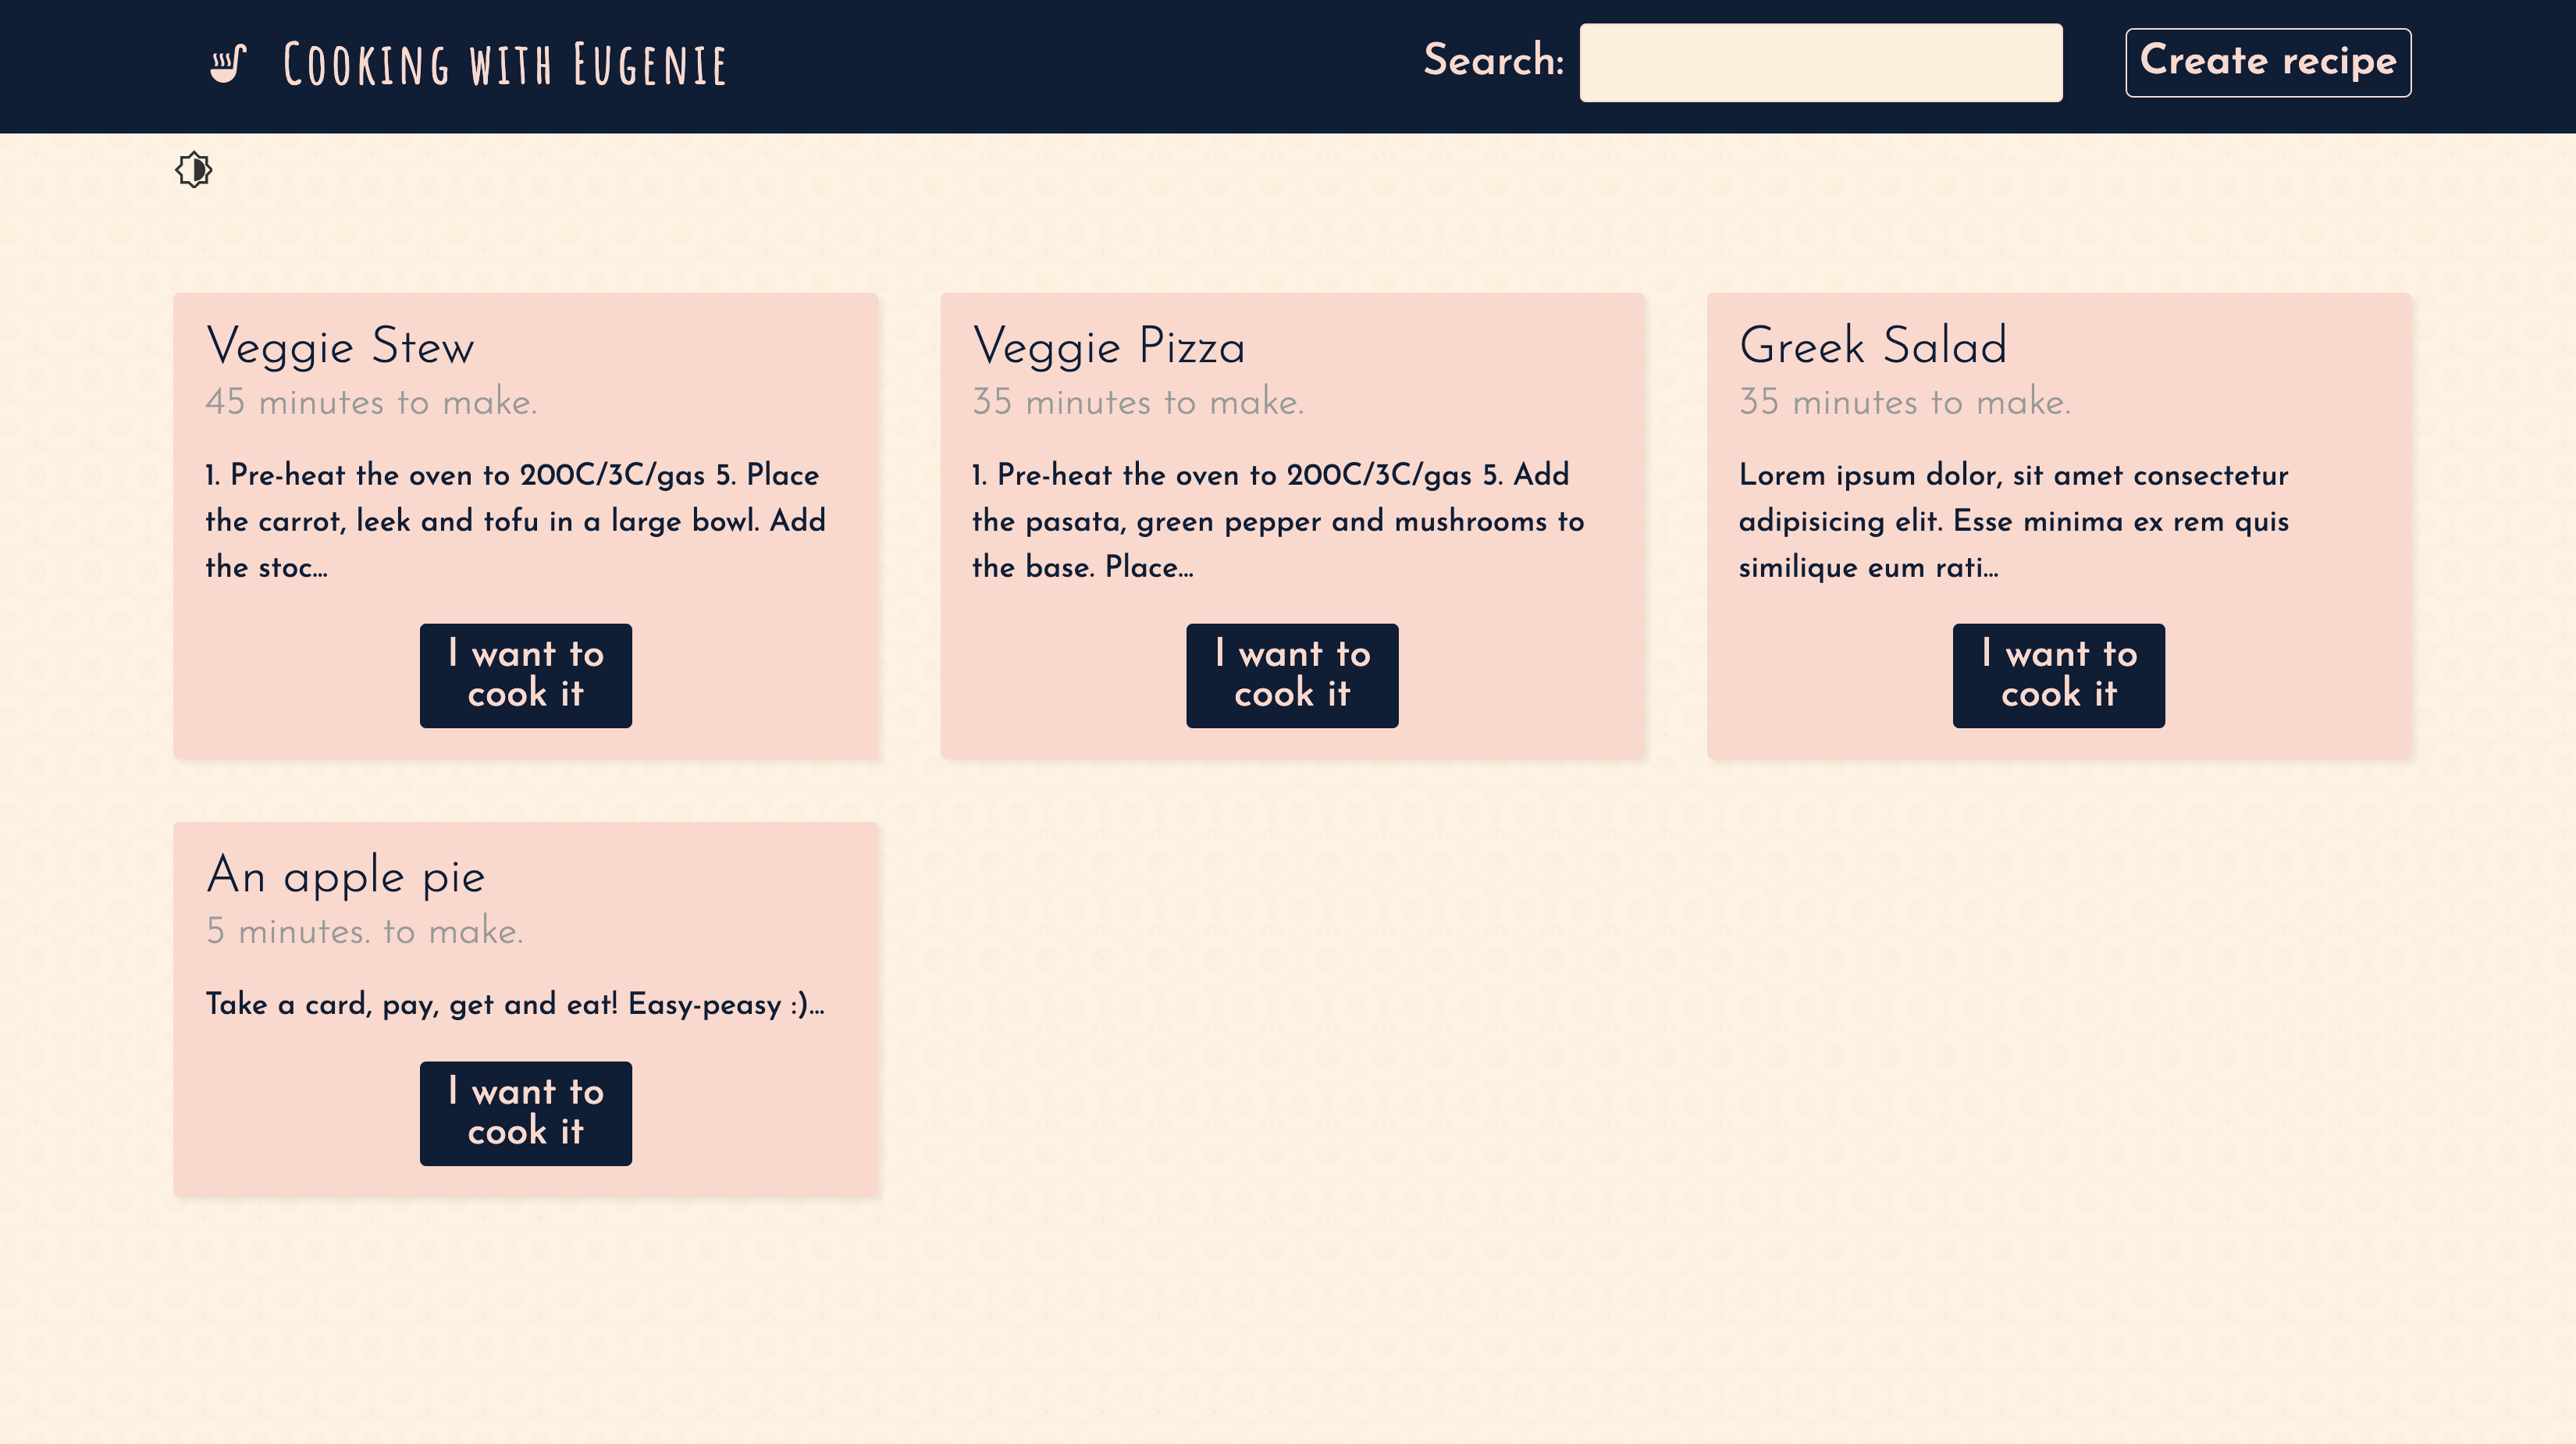 Cooking with Eugenie
Search:
Create recipe
Veggie Stew
45 minutes to make.
1. Pre-heat the oven to 200C/3C/gas 5. Place
the carrot, leek and tofu in a large bowl. Add
the stoc...
I want to
cook it
Veggie Pizza
35 minutes to make.
1. Pre-heat the oven to 200C/3C/gas 5. Add
the pasata, green pepper and mushrooms to
the base. Place...
I want to
cook it
Greek Salad
35 minutes to make.
Lorem ipsum dolor, sit amet consectetur
adipisicing elit. Esse minima ex rem quis
similique eum rati...
I want to
cook it
An apple pie
5 minutes. to make.
Take a card, pay, get and eat! Easy-peasy :)...
I want to
cook it